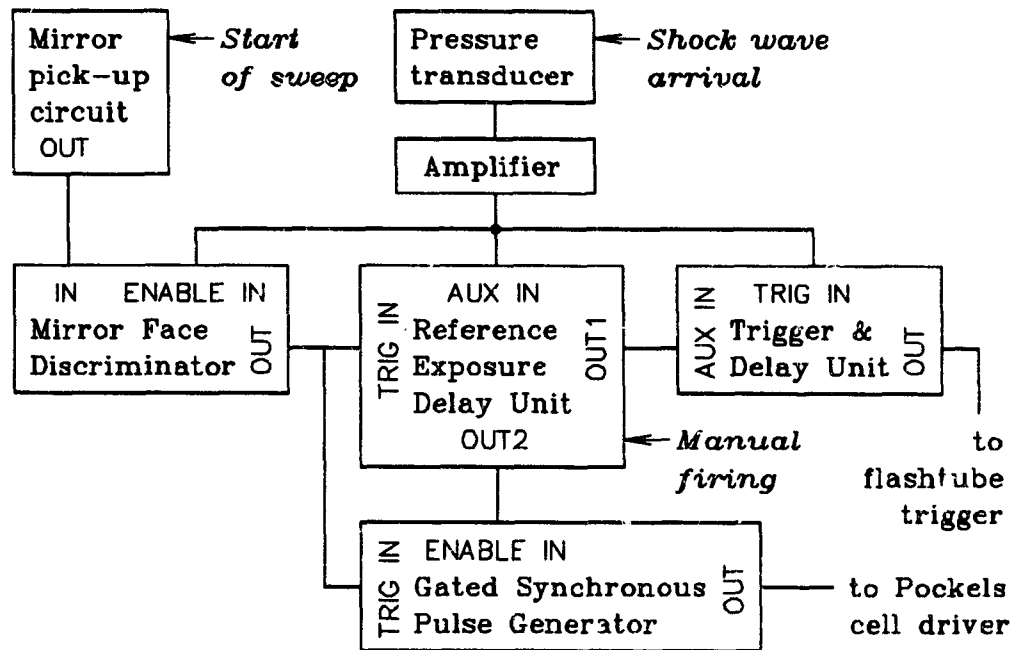 Mirror
pick-up
circuit
OUT
Start
of sweep
Pressure
transducer
Shock wave
arrival
Amplifier
IN ENABLE IN
Mirror Face
Discriminator
OUT
AUX IN
TRIG IN
Reference
Exposure
Delay Unit
OUT1
OUT2
AUX IN
TRIG IN
Trigger &
Delay Unit
OUT
Manual
firing
to
flashtube
trigger
TRIG IN
ENABLE IN
Gated Synchronous
Pulse Generator
OUT
to Pockels
cell driver